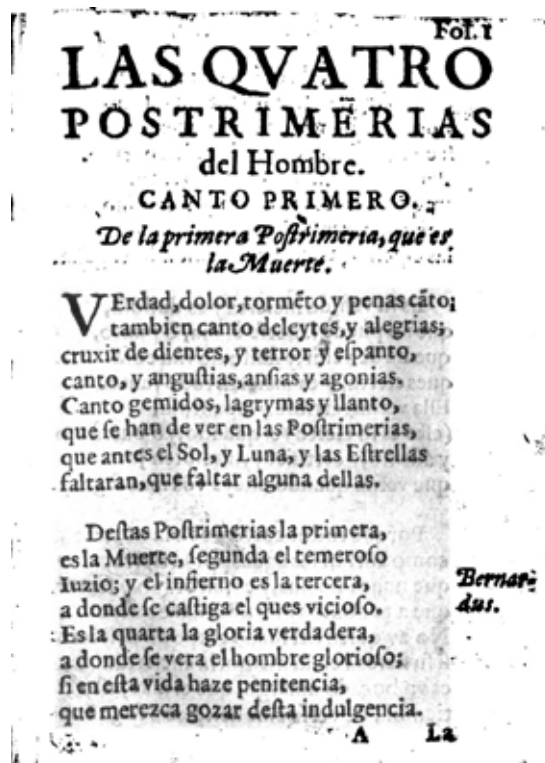 Fol. 1
LAS QVATRO
POSTRIMERIAS
del Hombre.
CANTO PRIMERO.
De la primera Poſtrimeria, que es
la Muerte.
VErdad, dolor, tormẽto y penas cãto;
tambien canto deleytes, y alegrias;
cruxir de dientes, y terror y eſpanto,
canto, y anguſtias, anſias y agonias.
Canto gemidos, lagrymas y llanto,
que ſe han de ver en las Poſtrimerias,
que antes el Sol, y Luna, y las Eſtrellas
faltaran, que faltar alguna dellas.
Deſtas Poſtrimerias la primera,
es la Muerte, ſegunda el temeroſo
Iuzio; y el infierno es la tercera,
a donde ſe caſtiga el ques vicioſo.
Es la quarta la gloria verdadera,
a donde ſe vera el hombre glorioſo;
ſi en eſta vida haze penitencia,
que merezca gozar deſta indulgencia.
Bernar-
dus.
A La